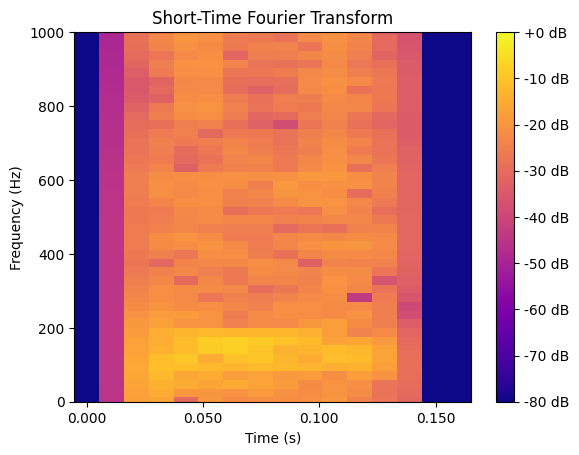 Short-Time Fourier Transform
1000
800
600
400
200
0
Frequency (Hz)
0.000
0.050
0.100
0.150
Time (s)
+0 dB
-10 dB
-20 dB
-30 dB
-40 dB
-50 dB
-60 dB
-70 dB
-80 dB